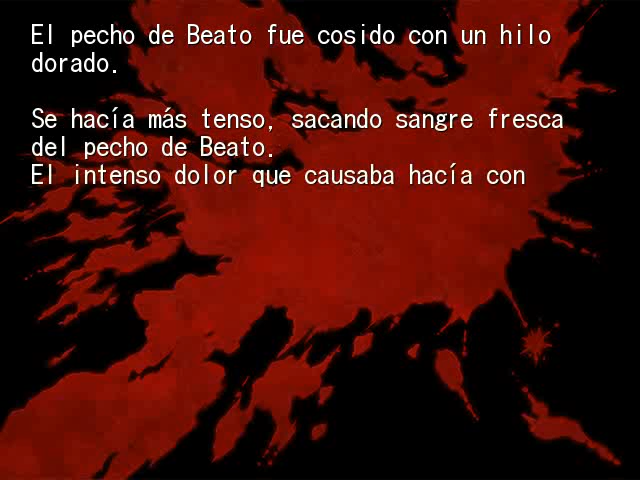 El pecho de Beato fue cosido con un hilo
dorado.
Se hacía más tenso, sacando sangre fresca
del pecho de Beato.
El intenso dolor que causaba hacía con